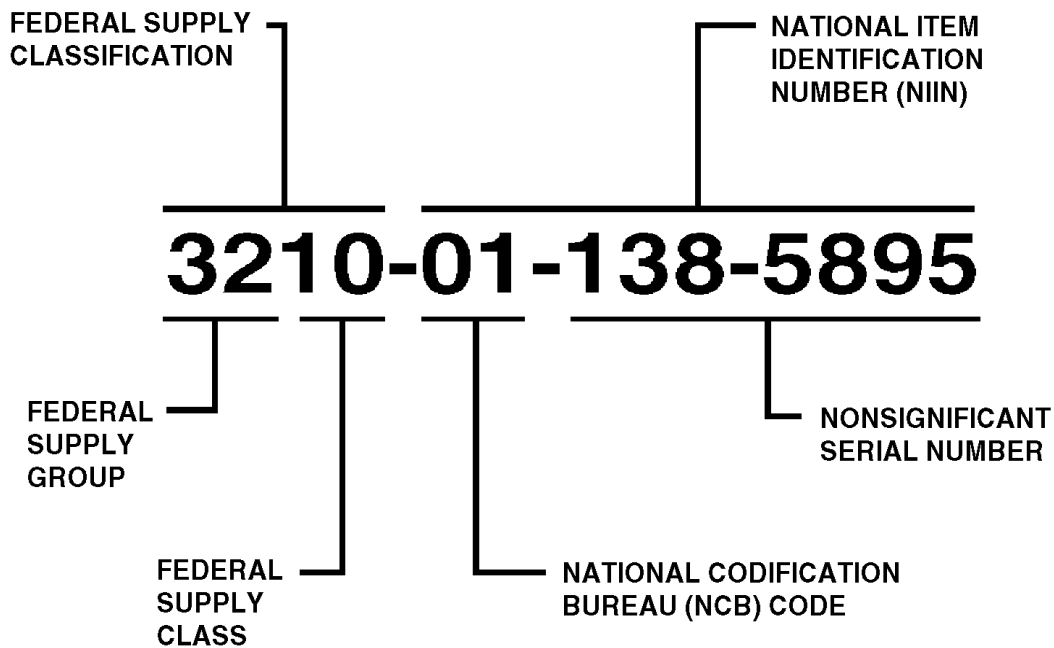 FEDERAL SUPPLY
CLASSIFICATION
NATIONAL ITEM
IDENTIFICATION
NUMBER (NIIN)
3210-01-138-5895
FEDERAL
SUPPLY
GROUP
NONSIGNIFICANT
SERIAL NUMBER
FEDERAL
SUPPLY
CLASS
NATIONAL CODIFICATION
BUREAU (NCB) CODE